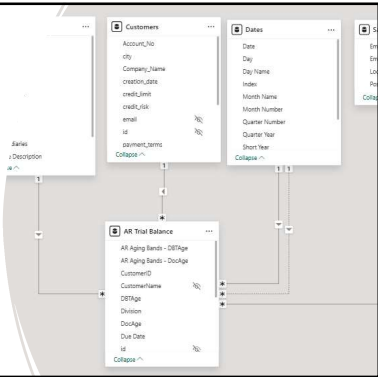 Customers
Account_No
city
Company_Name
creation_date
credit_limit
credit_risk
email
id
payment_terms
Collapse
Dates
Date
Day
Day Name
Index
Month Name
Month Number
Quarter Number
Quarter Year
Short Year
Collapse
Description
1
1
1 1
*
*
*
*
*
AR Trial Balance
AR Aging Bands - DBTAge
AR Aging Bands - DocAge
CustomerID
CustomerName
DBTAge
Division
DocAge
Due Date
id
Collapse